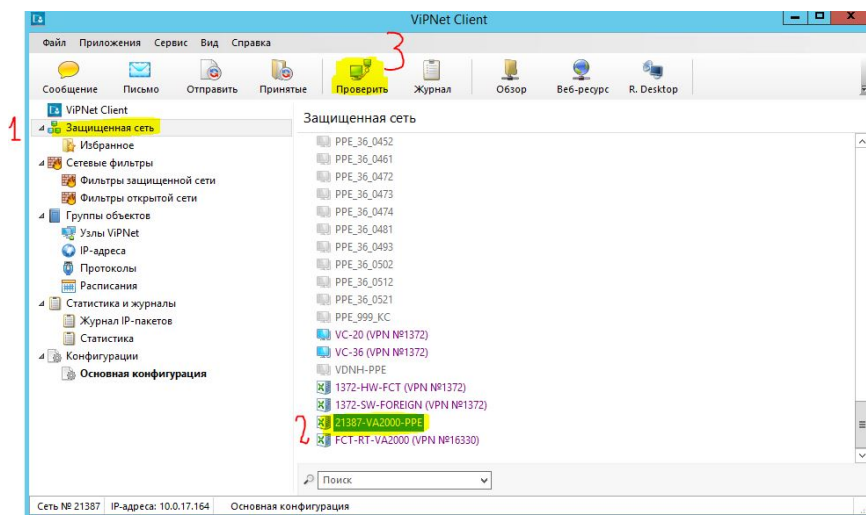 ViPNet Client
Файл Приложения Сервис Вид Справка
3
Сообщение Письмо Отправить Принятые Проверить Журнал Обзор Веб-ресурс R. Desktop
ViPNet Client
1 Защищенная сеть
Избранное
Сетевые фильтры
Фильтры защищенной сети
Фильтры открытой сети
Группы объектов
Узлы ViPNet
IP-адреса
Протоколы
Расписания
Статистика и журналы
Журнал IP-пакетов
Статистика
Конфигурации
Основная конфигурация
Защищенная сеть
PPE_36_0452
PPE_36_0461
PPE_36_0472
PPE_36_0473
PPE_36_0474
PPE_36_0481
PPE_36_0493
PPE_36_0502
PPE_36_0512
PPE_36_0521
PPE_999_KC
VC-20 (VPN №1372)
VC-36 (VPN №1372)
VDNH-PPE
1372-HW-FCT (VPN №1372)
1372-SW-FOREIGN (VPN №1372)
2 21387-VA2000-PPE
FCT-RT-VA2000 (VPN №16330)
Поиск
Сеть № 21387 IP-адреса: 10.0.17.164 Основная конфигурация